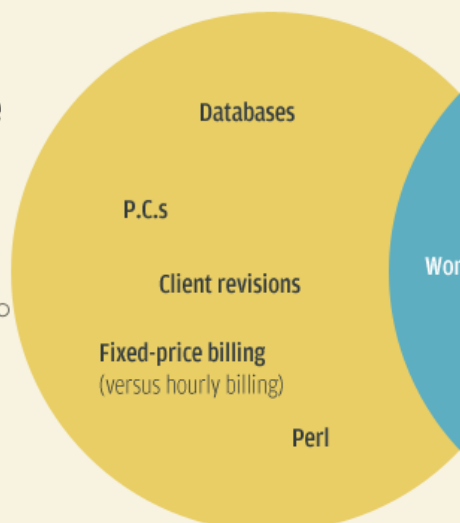 Databases
P.C.s
Client revisions
Fixed-price billing
(versus hourly billing)
Perl